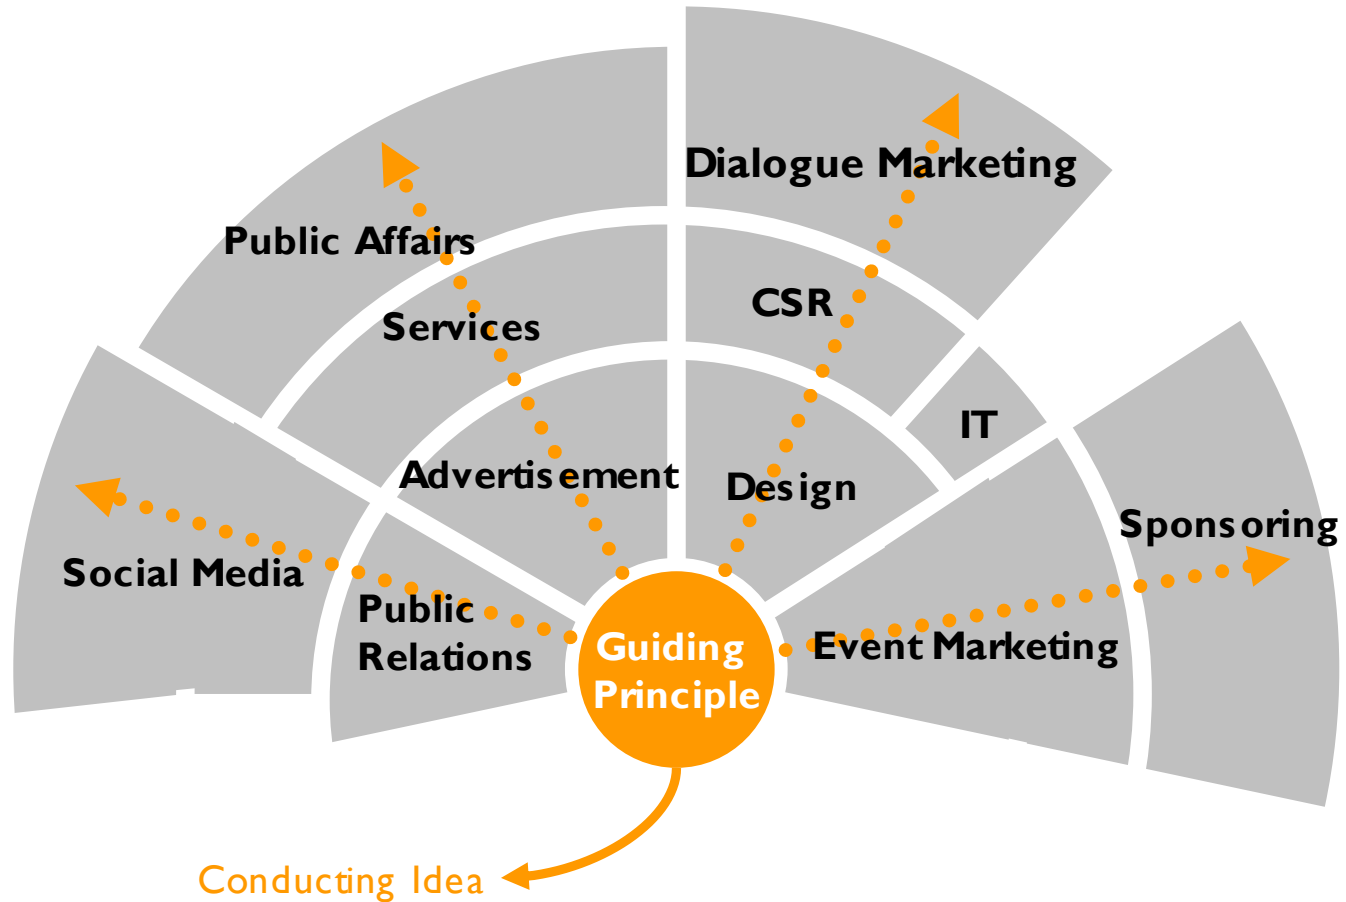 Dialogue Marketing
Public Affairs
CSR
Services
IT
Advertisement
Design
Sponsoring
Social Media
Public
Relations
Guiding
Principle
Event Marketing
Conducting Idea